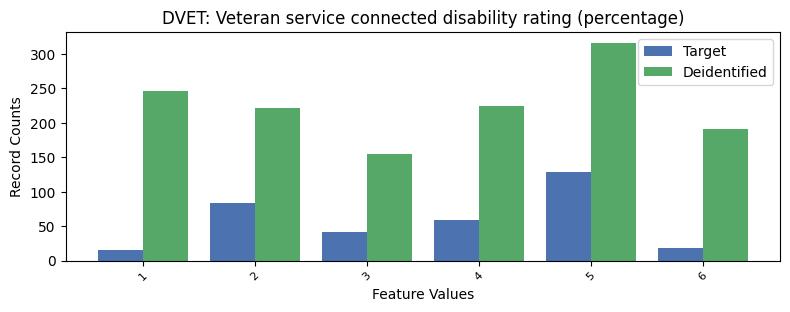 DVET: Veteran service connected disability rating (percentage)
Target
Deidentified
Record Counts
300
250
200
150
100
50
0
1 2 3 4 5 6
Feature Values